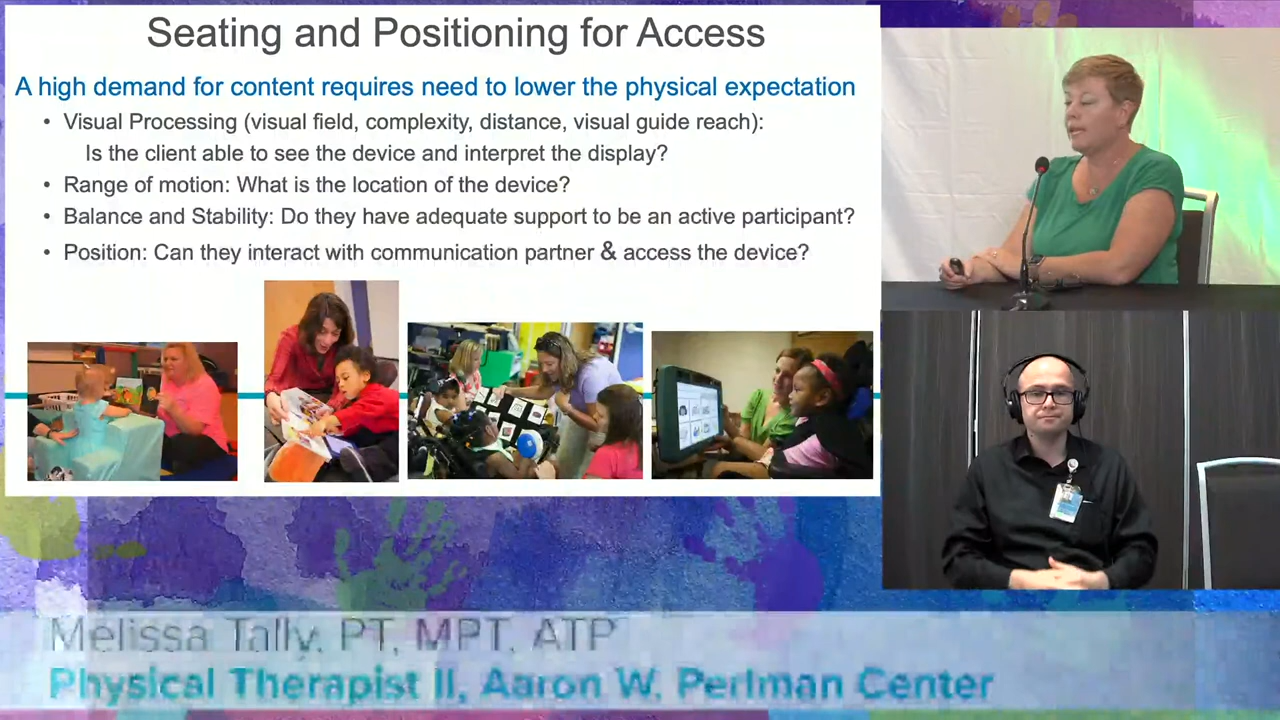 Seating and Positioning for Access
A high demand for content requires need to lower the physical expectation
• Visual Processing (visual field, complexity, distance, visual guide reach):
Is the client able to see the device and interpret the display?
• Range of motion: What is the location of the device?
• Balance and Stability: Do they have adequate support to be an active participant?
• Position: Can they interact with communication partner & access the device?
Melissa Tally, PT, MPT, ATP
Physical Therapist II, Aaron W. Perlman Center